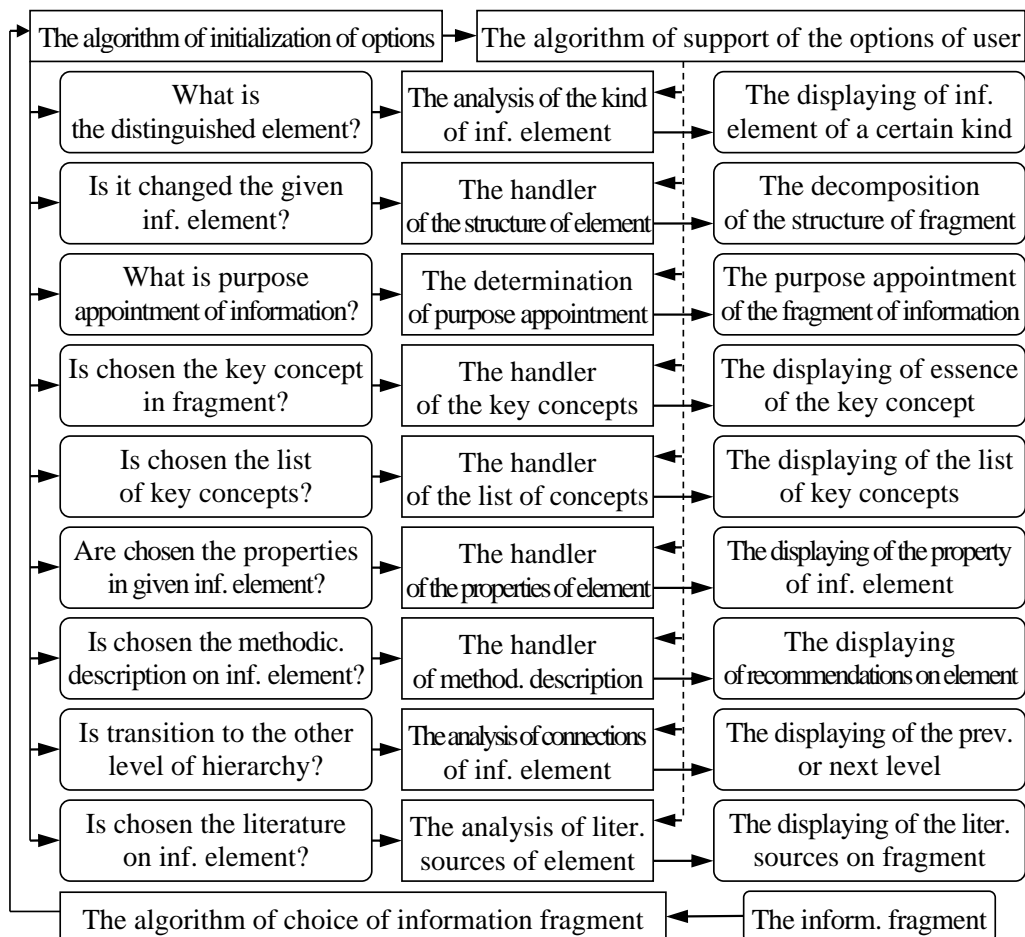 The algorithm of initialization of options
The algorithm of support of the options of user
What is
the distinguished element?
The analysis of the kind
of inf. element
The displaying of inf.
element of a certain kind
Is it changed the given
inf. element?
The handler
of the structure of element
The decomposition
of the structure of fragment
What is purpose
appointment of information?
The determination
of purpose appointment
The purpose appointment
of the fragment of information
Is chosen the key concept
in fragment?
The handler
of the key concepts
The displaying of essence
of the key concept
Is chosen the list
of key concepts?
The handler
of the list of concepts
The displaying of the list
of key concepts
Are chosen the properties
in given inf. element?
The handler
of the properties of element
The displaying of the property
of inf. element
Is chosen the methodic.
description on inf. element?
The handler
of method. description
The displaying
of recommendations on element
Is transition to the other
level of hierarchy?
The analysis of connections
of inf. element
The displaying of the prev.
or next level
Is chosen the literature
on inf. element?
The analysis of liter.
sources of element
The displaying of the liter.
sources on fragment
The algorithm of choice of information fragment
The inform. fragment